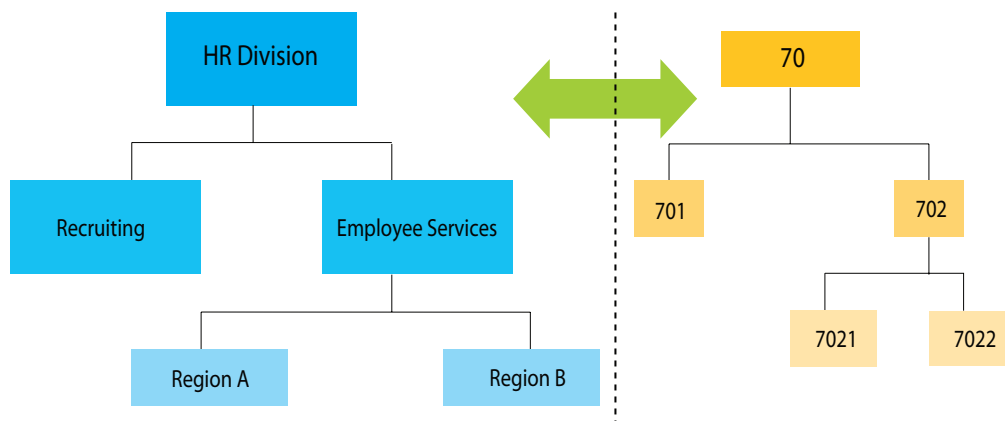 HR Division
70
Recruiting
Employee Services
701
702
Region A
Region B
7021
7022